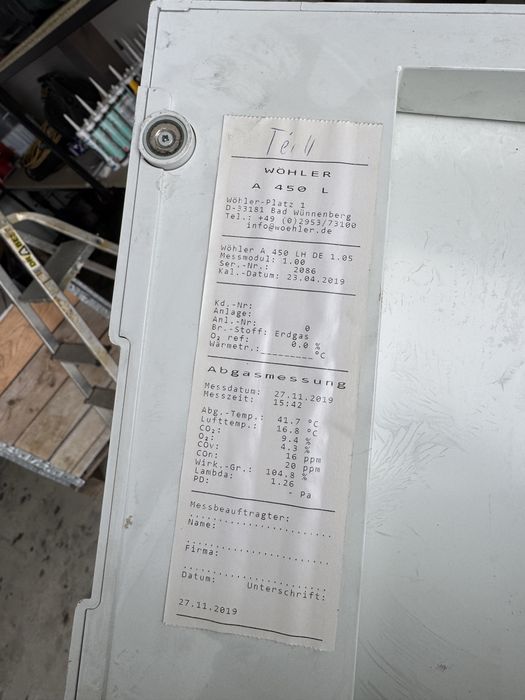 Teil
WÖHLER
A 450 L
Wöhler-Platz 1
D-33181 Bad Wünnenberg
Tel.: +49 (0)2953/73100
info@woehler.de
Wöhler A 450 LH DE 1.05
Messmodul: 1.00
Ser.-Nr.: 2086
Kal.-Datum: 23.04.2019
Kd.-Nr:
Anlage:
Anl.-Nr: 0
Br.-Stoff: Erdgas
O₂ ref: 0.0 %
Wärmetr.:_________°C
Abgasmessung
Messdatum: 27.11.2019
Messzeit: 15:42
Abg.-Temp.: 41.7 °C
Lufttemp.: 16.8 °C
CO₂: 9.4 %
O₂: 4.3 %
COv: 16 ppm
COn: 20 ppm
Wirk.-Gr.: 104.8 %
Lambda: 1.26
PD: - Pa
Messbeauftragter:
Name:
Firma:
Datum: Unterschrift:
27.11.2019